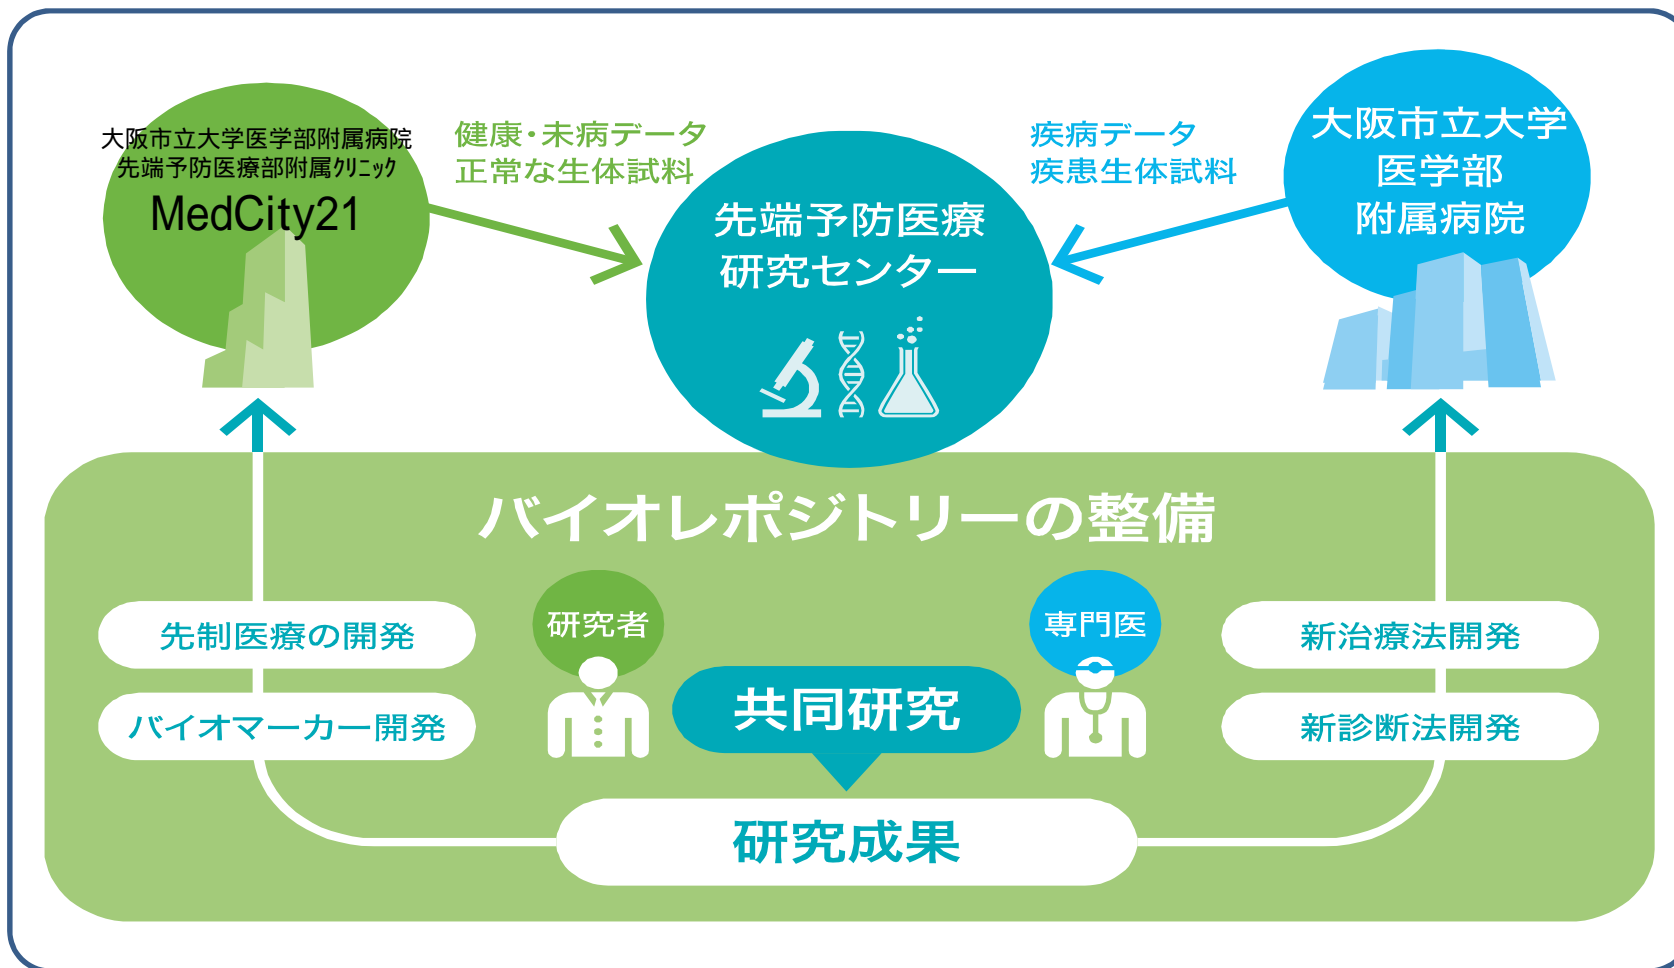 大阪市立大学医学部附属病院
先端予防医療部附属クリニック
MedCity21
健康・未病データ
正常な生体試料
先端予防医療
研究センター
疾病データ
疾患生体試料
大阪市立大学
医学部
附属病院
バイオレポジトリーの整備
研究者
専門医
先制医療の開発
バイオマーカー開発
共同研究
新治療法開発
新診断法開発
研究成果